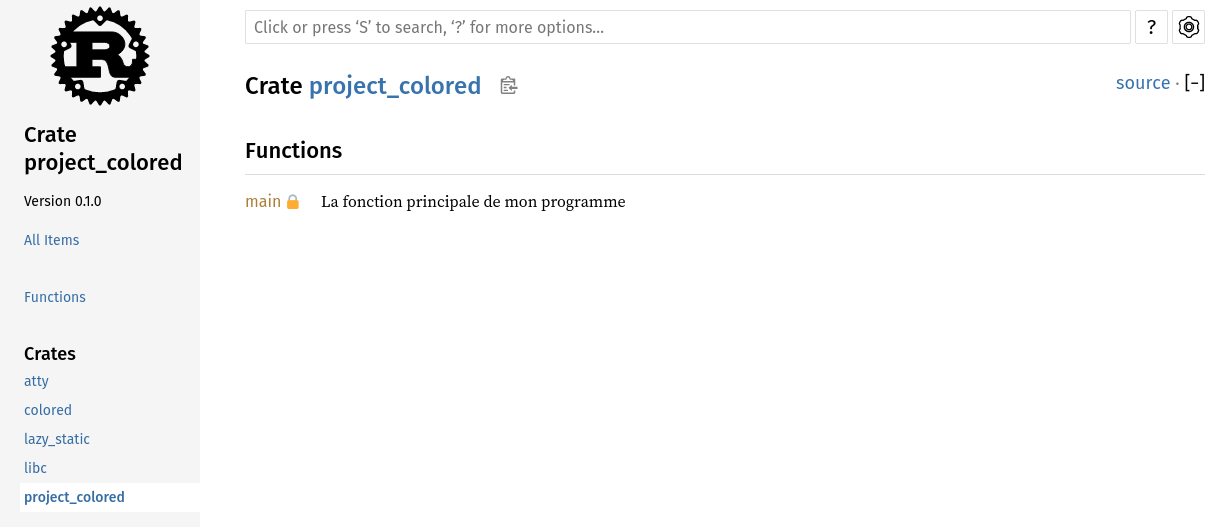 Crate
project_colored
Version 0.1.0
All Items
Functions
Crates
atty
colored
lazy_static
libc
project_colored
Click or press ‘S’ to search, ‘?’ for more options…
?
Crate project_colored
source · [−]
Functions
main🔒 La fonction principale de mon programme